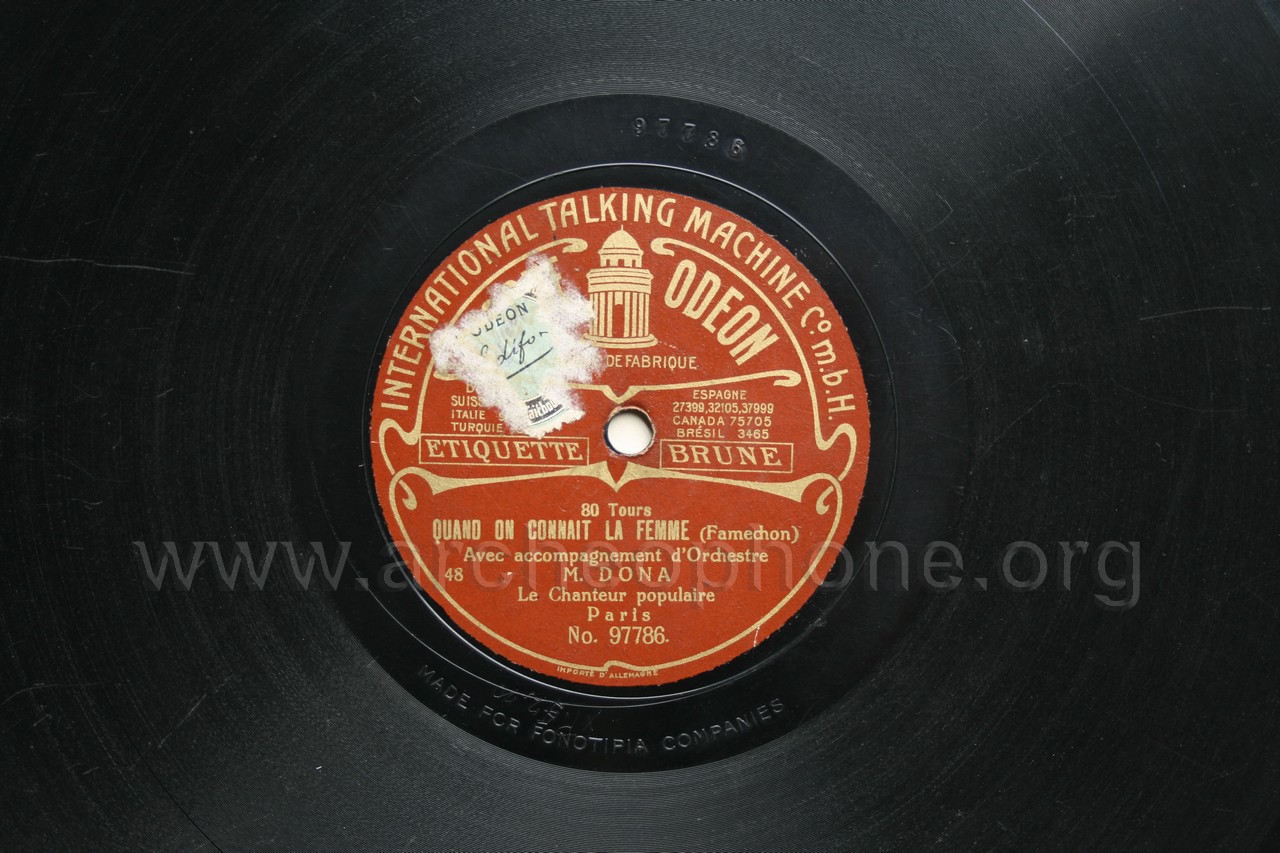 97786
INTERNATIONAL TALKING MACHINE Co. m. b. H.
ODEON
ODEON
DE FABRIQUE
SUISS
ITALIE
TURQUIE
ESPAGNE
27399,32105,37999
CANADA 75705
BRÉSIL 3465
ETIQUETTE BRUNE
80 Tours
QUAND ON CONNAIT LA FEMME (Famechon)
Avec accompagnement d'Orchestre
48 M. DONA
Le Chanteur populaire
Paris
No. 97786.
IMPORTÉ D'ALLEMAGNE
MADE FOR FONOTIPIA COMPANIES
www.archeophone.org